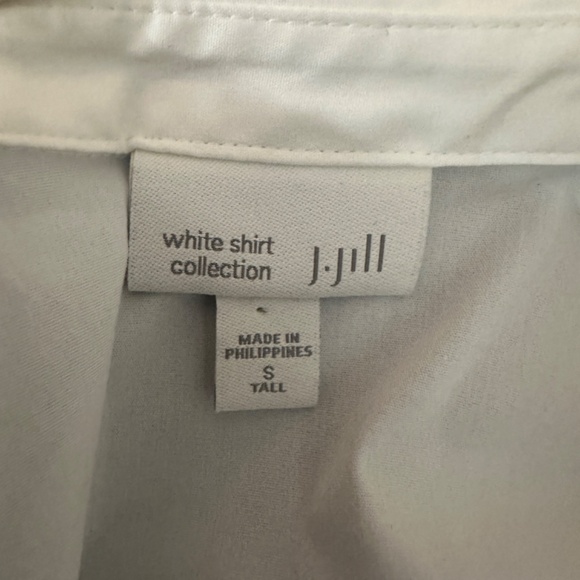 white shirt
collection
J.Jill
MADE IN
PHILIPPINES
S
TALL